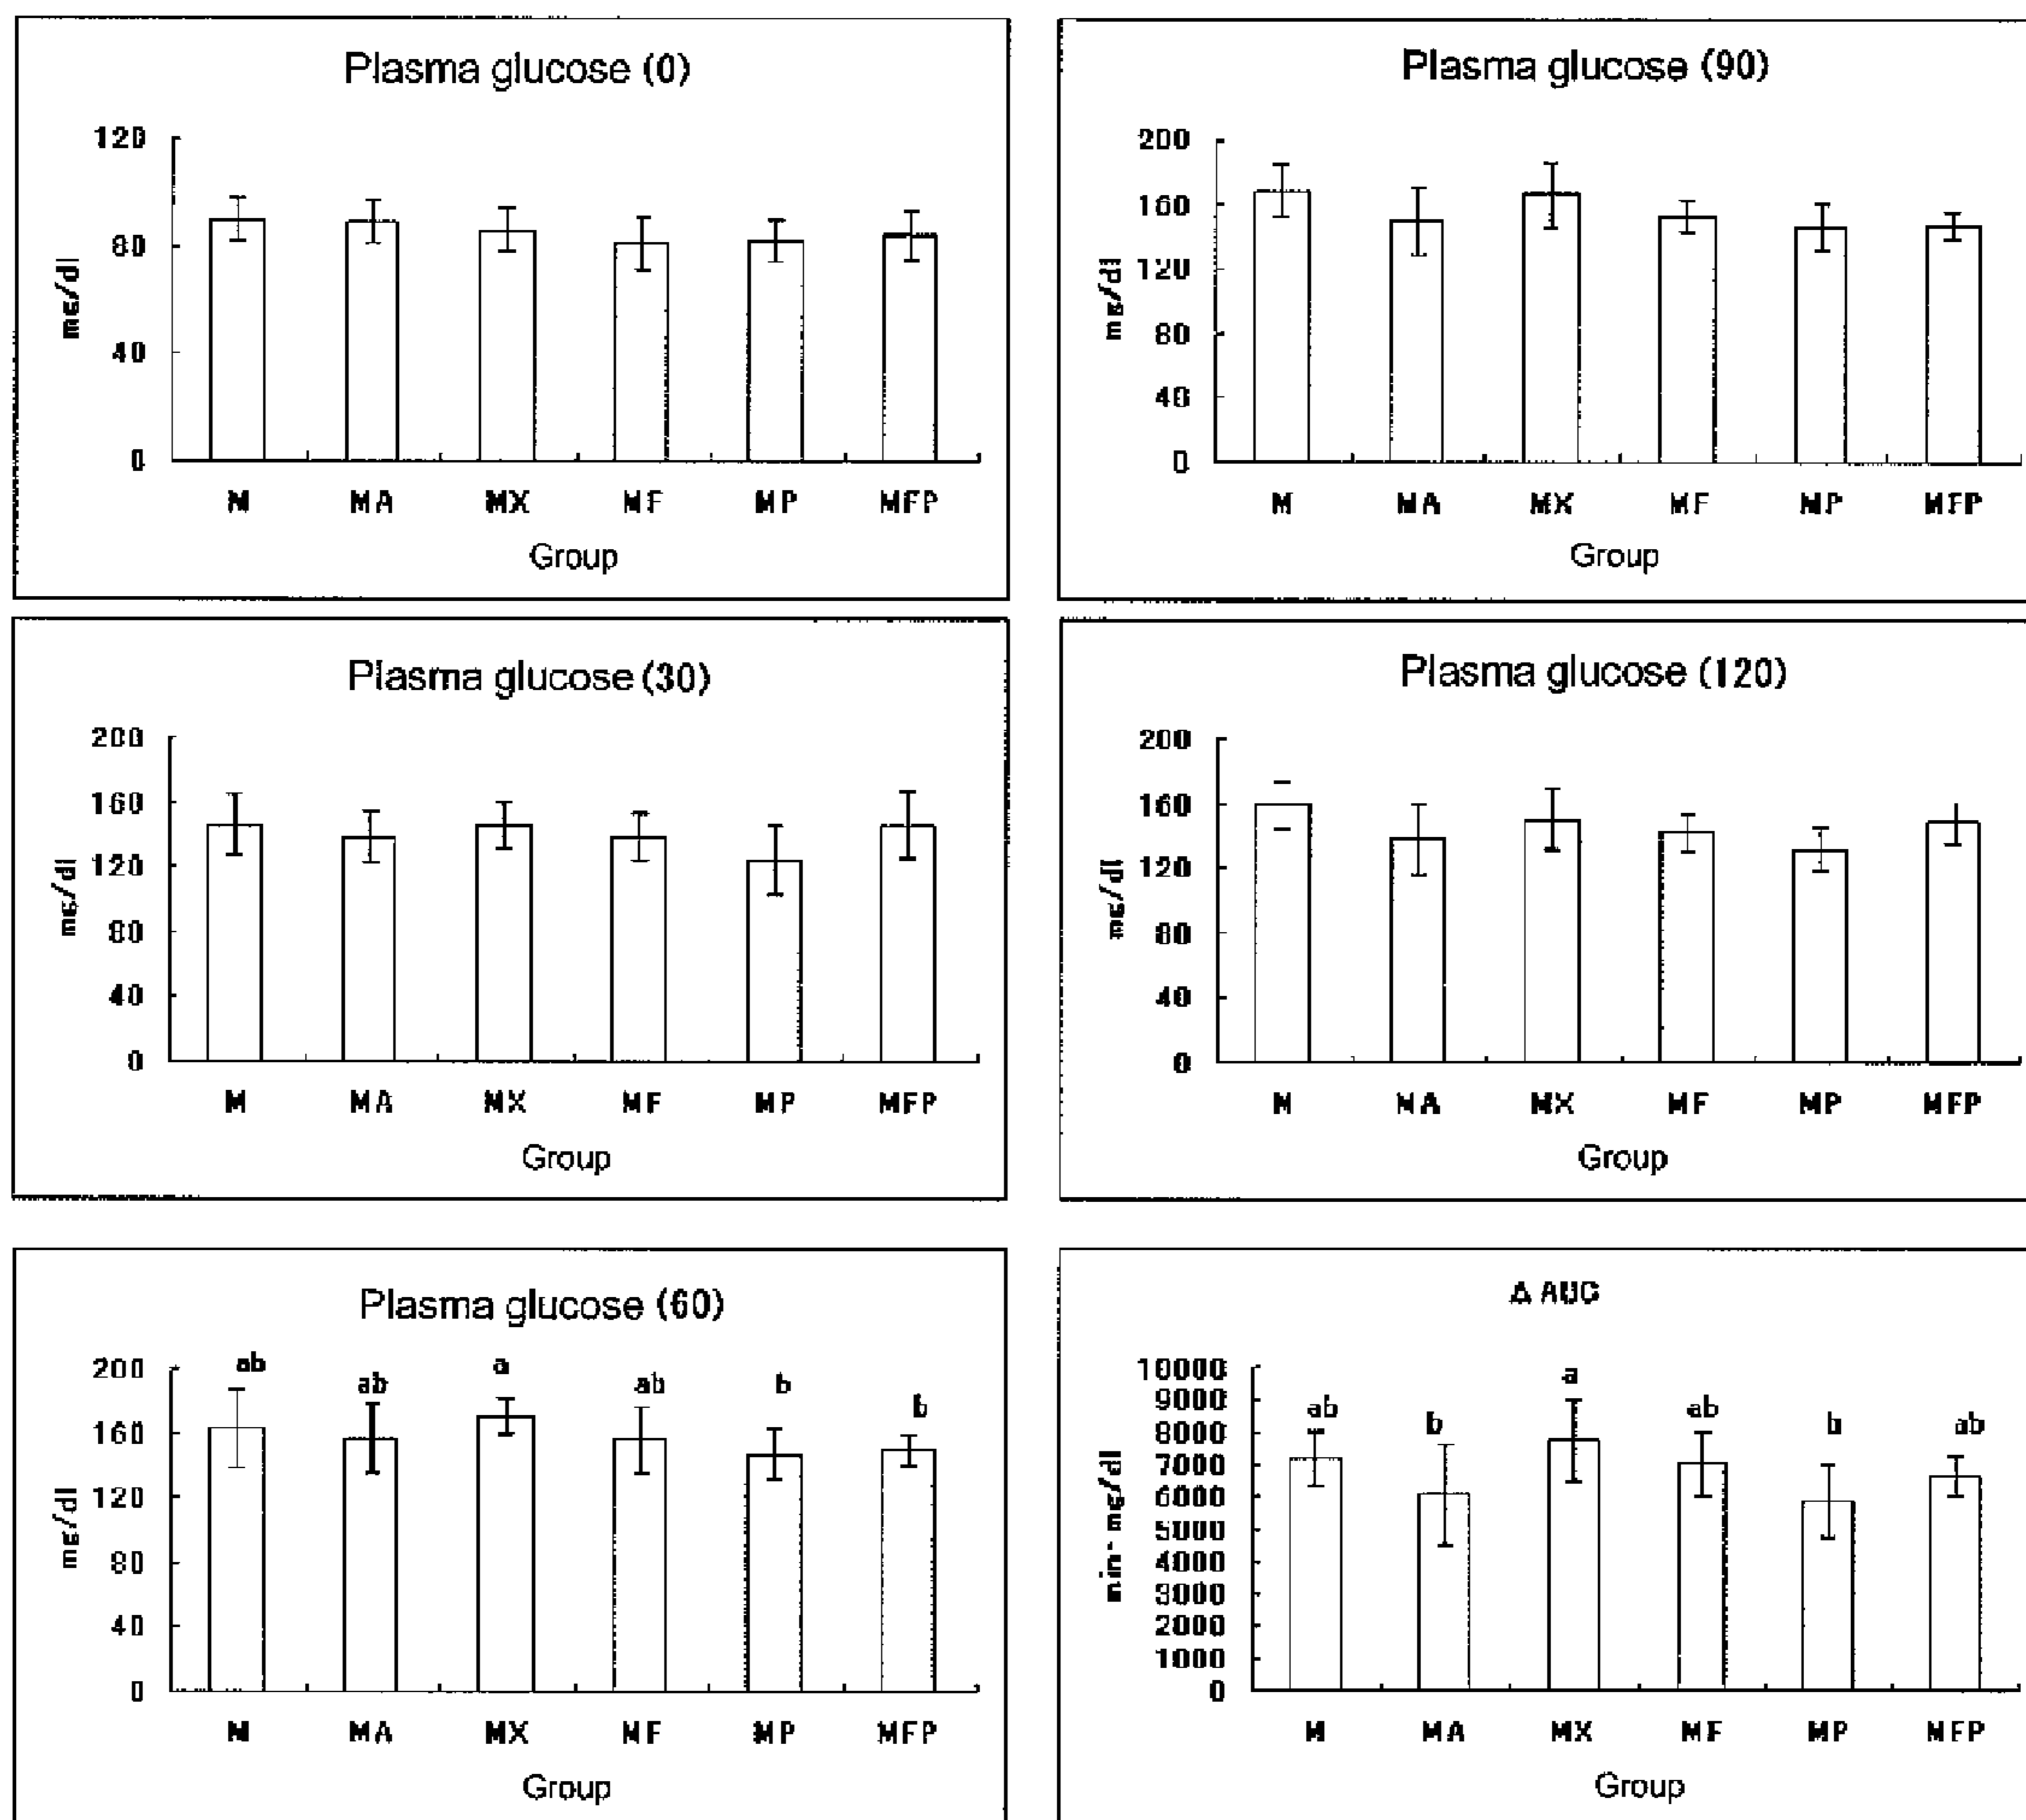 Plasma glucose (0)
120
80
40
0
mg/dl
M MA MX MF MP MFP
Group
Plasma glucose (90)
200
160
120
80
40
0
mg/dl
M MA MX MF MP MFP
Group
Plasma glucose (30)
200
160
120
80
40
0
mg/dl
M MA MX MF MP MFP
Group
Plasma glucose (120)
200
160
120
80
40
0
mg/dl
M MA MX MF MP MFP
Group
Plasma glucose (60)
ab ab a ab b b
200
160
120
80
40
0
mg/dl
M MA MX MF MP MFP
Group
Δ AUC
ab b a ab b ab
10000
9000
8000
7000
6000
5000
4000
3000
2000
1000
0
min· mg/dl
M MA MX MF MP MFP
Group